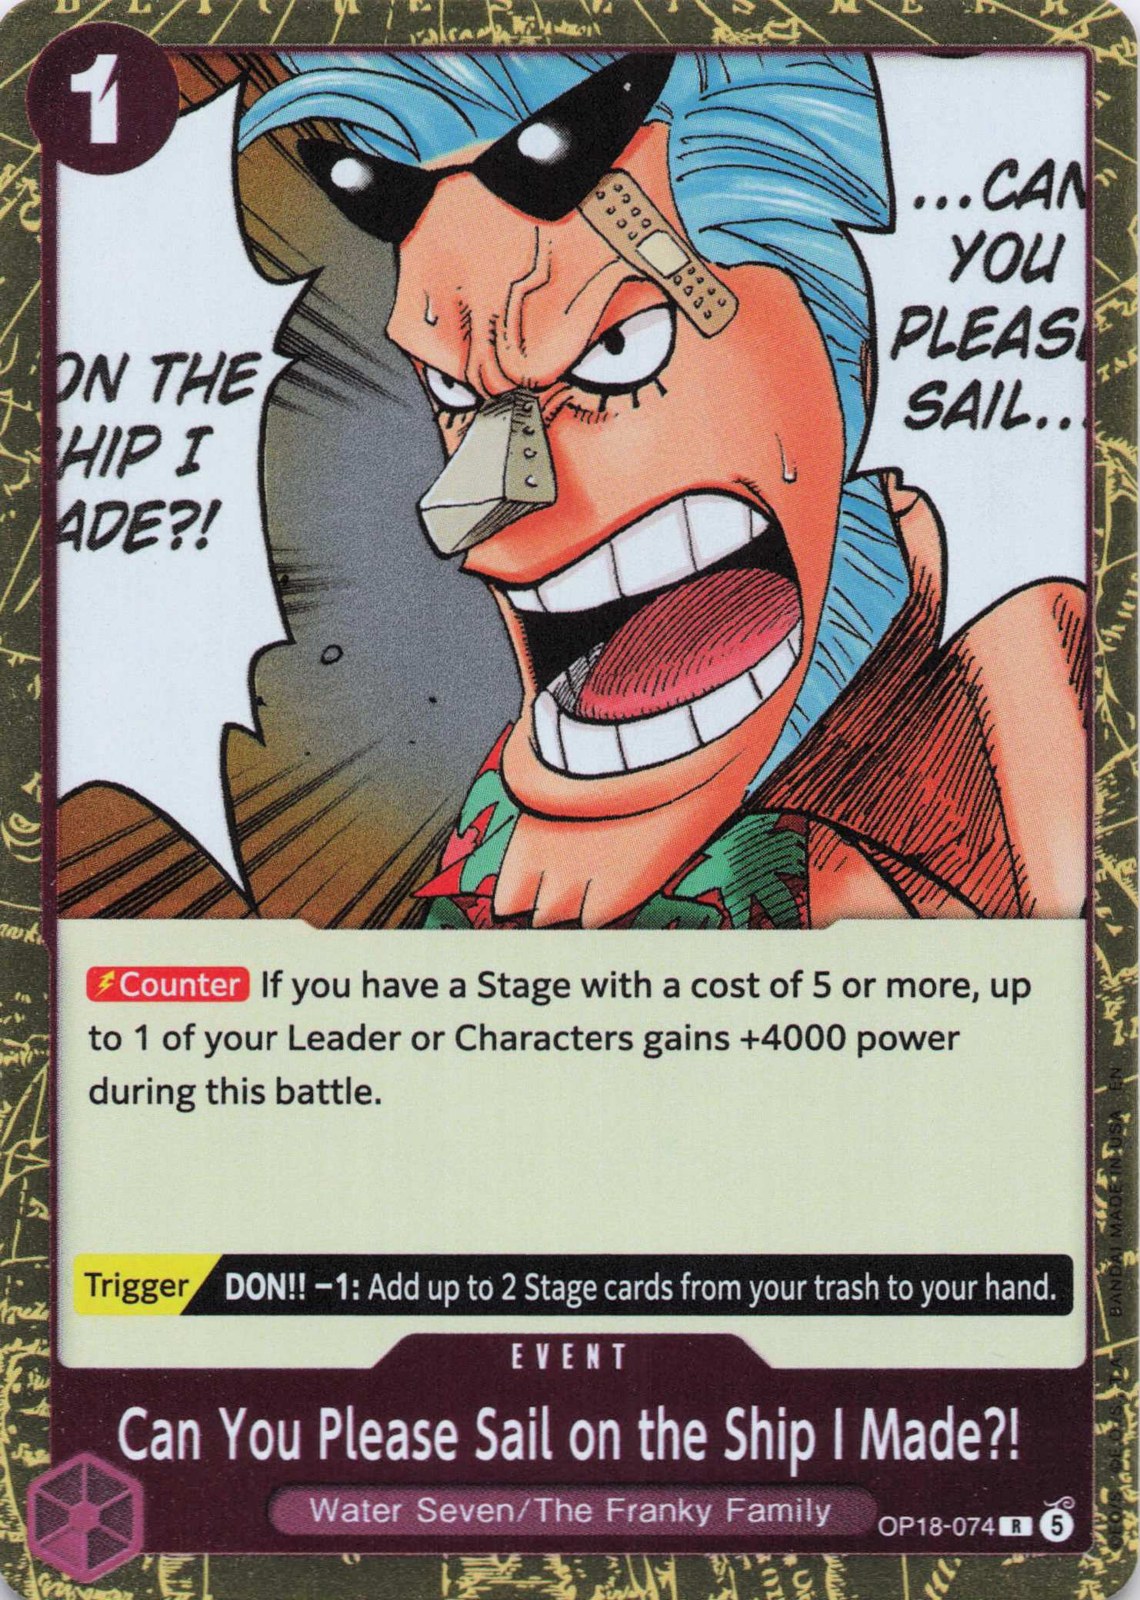 1
...CAN
YOU
PLEASE
SAIL...
ON THE
SHIP I
MADE?!
Counter If you have a Stage with a cost of 5 or more, up
to 1 of your Leader or Characters gains +4000 power
during this battle.
Trigger DON!! −1: Add up to 2 Stage cards from your trash to your hand.
EVENT
Can You Please Sail on the Ship I Made?!
Water Seven/The Franky Family
OP18-074 R 5
BANDAI MADE IN USA EN